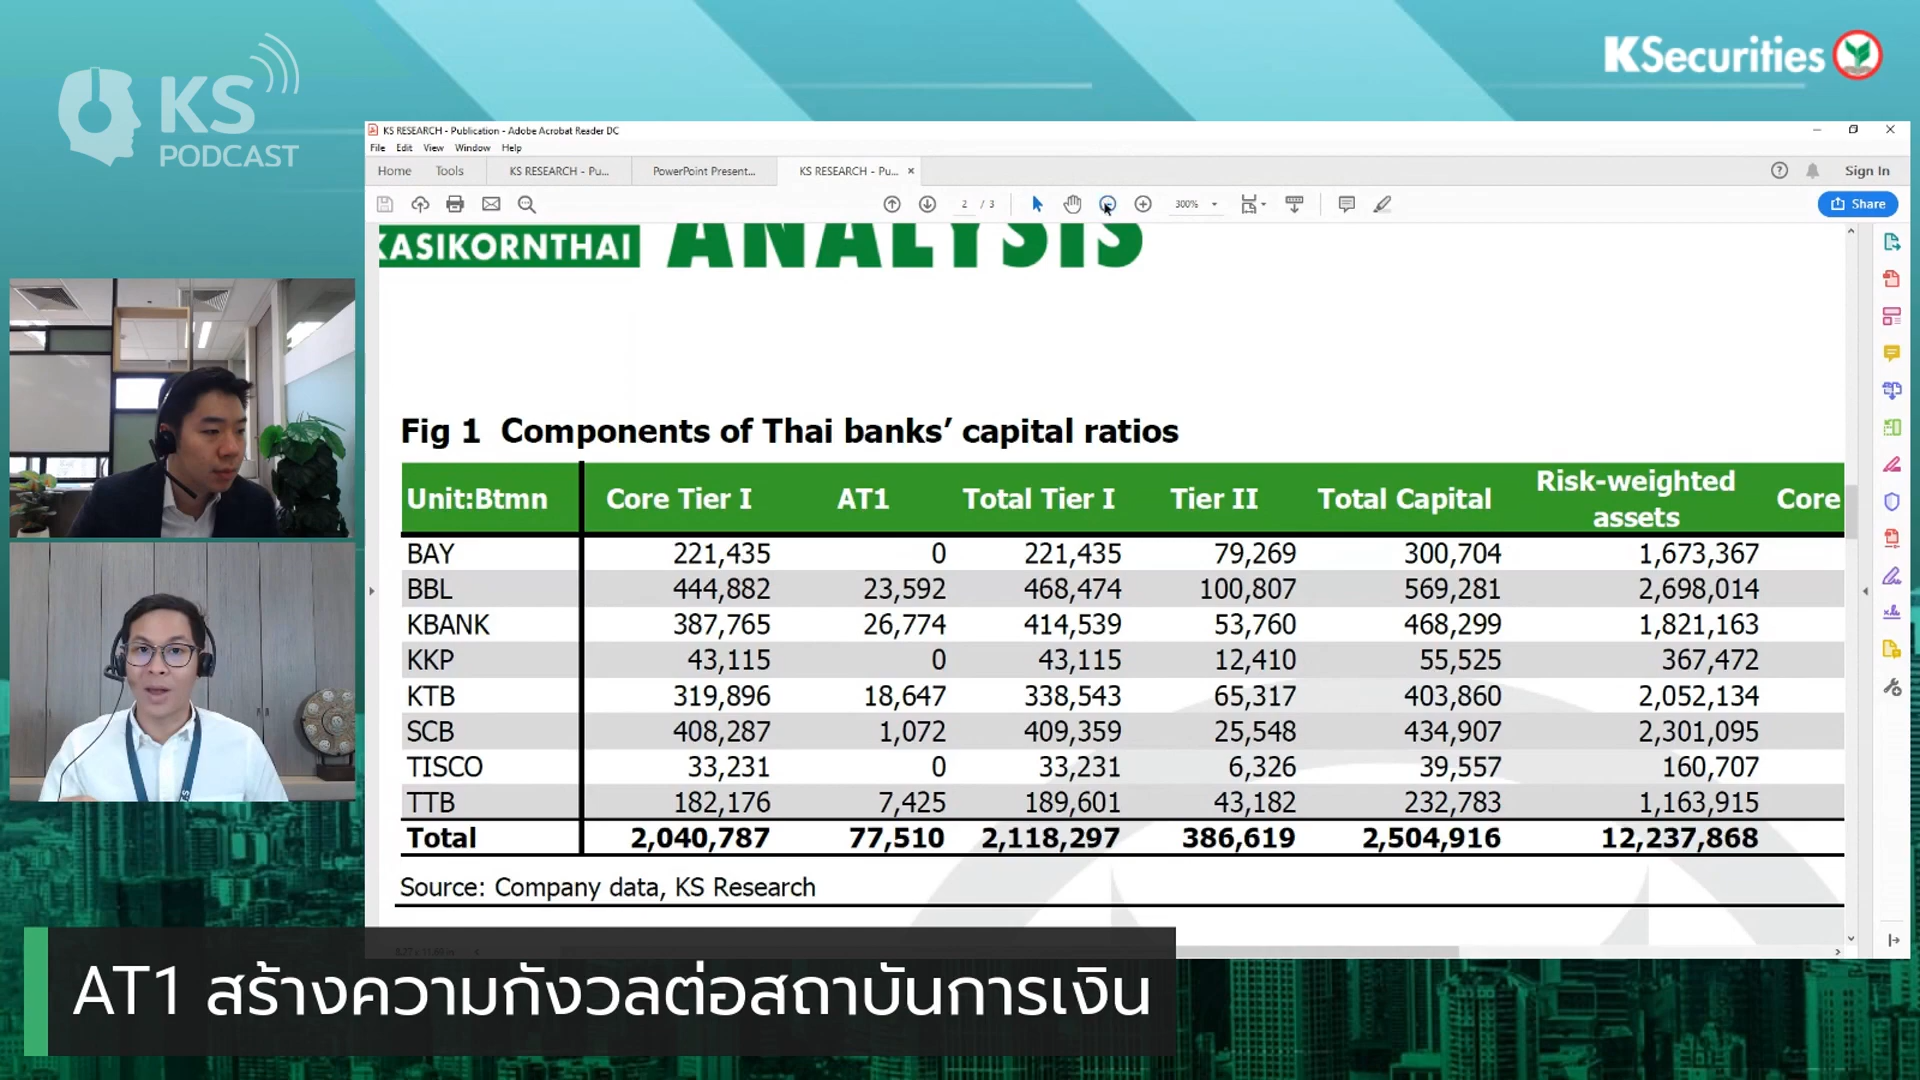 KS
PODCAST
KSecurities
KS RESEARCH - Publication - Adobe Acrobat Reader DC
File Edit View Window Help
Home Tools KS RESEARCH - Pu... PowerPoint Present... KS RESEARCH - Pu... × Sign In
2 / 3 300% Share
KASIKORNTHAI ANALYSIS
Fig 1 Components of Thai banks’ capital ratios
Unit:Btmn Core Tier I AT1 Total Tier I Tier II Total Capital Risk-weighted assets Core
BAY 221,435 0 221,435 79,269 300,704 1,673,367
BBL 444,882 23,592 468,474 100,807 569,281 2,698,014
KBANK 387,765 26,774 414,539 53,760 468,299 1,821,163
KKP 43,115 0 43,115 12,410 55,525 367,472
KTB 319,896 18,647 338,543 65,317 403,860 2,052,134
SCB 408,287 1,072 409,359 25,548 434,907 2,301,095
TISCO 33,231 0 33,231 6,326 39,557 160,707
TTB 182,176 7,425 189,601 43,182 232,783 1,163,915
Total 2,040,787 77,510 2,118,297 386,619 2,504,916 12,237,868
Source: Company data, KS Research
AT1 สร้างความกังวลต่อสถาบันการเงิน